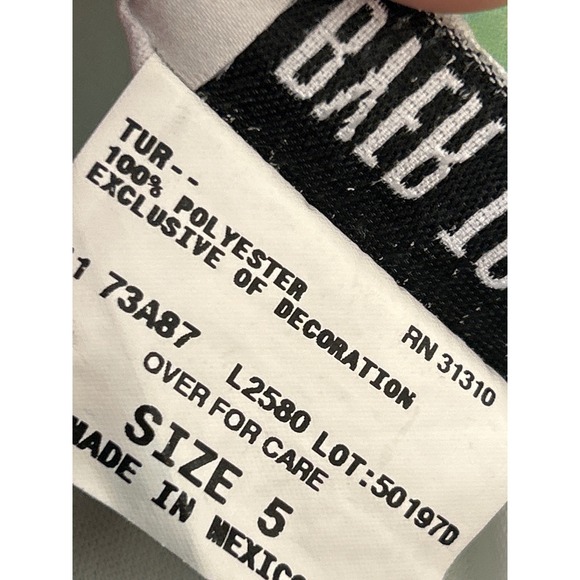 TUR--
100% POLYESTER
EXCLUSIVE OF DECORATION
RN 31310
1 73A87 L2580 LOT:50197D
OVER FOR CARE
SIZE 5
MADE IN MEXICO